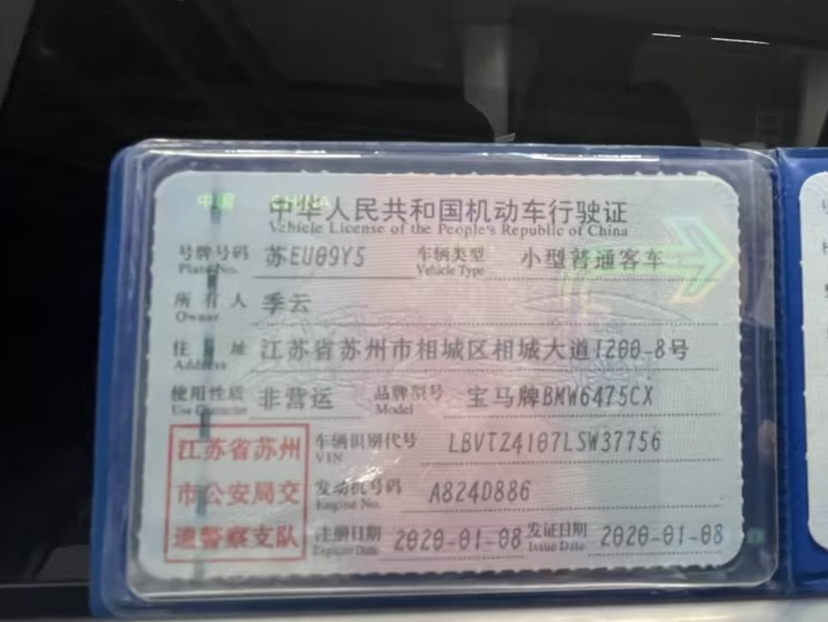 中国 CHINA
中华人民共和国机动车行驶证
Vehicle License of the People's Republic of China
号牌号码 苏EU09Y5 车辆类型 小型普通客车
Plate No. Vehicle Type
所有人 季云
Owner
住址 江苏省苏州市相城区相城大道1200-8号
Address
使用性质 非营运 品牌型号 宝马牌BMW6475CX
Use Character Model
江苏省苏州
市公安局交
通警察支队
车辆识别代号 LBVTZ4107LSW37756
VIN
发动机号码 A824D886
Engine No.
注册日期 2020-01-08 发证日期 2020-01-08
Register Date Issue Date